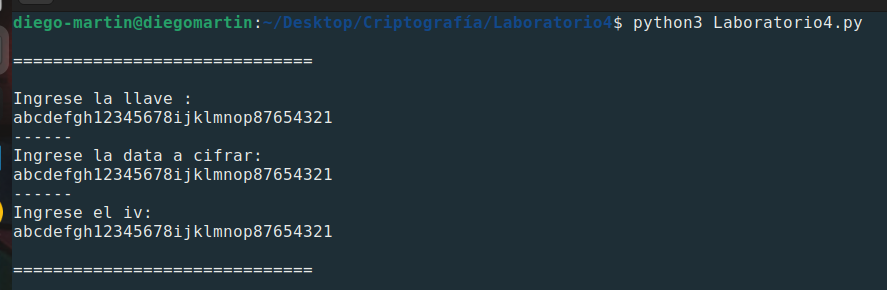 diego-martin@diegomartin:~/Desktop/Criptografía/Laboratorio4$ python3 Laboratorio4.py
==============================
Ingrese la llave :
abcdefgh12345678ijklmnop87654321
------
Ingrese la data a cifrar:
abcdefgh12345678ijklmnop87654321
------
Ingrese el iv:
abcdefgh12345678ijklmnop87654321
==============================